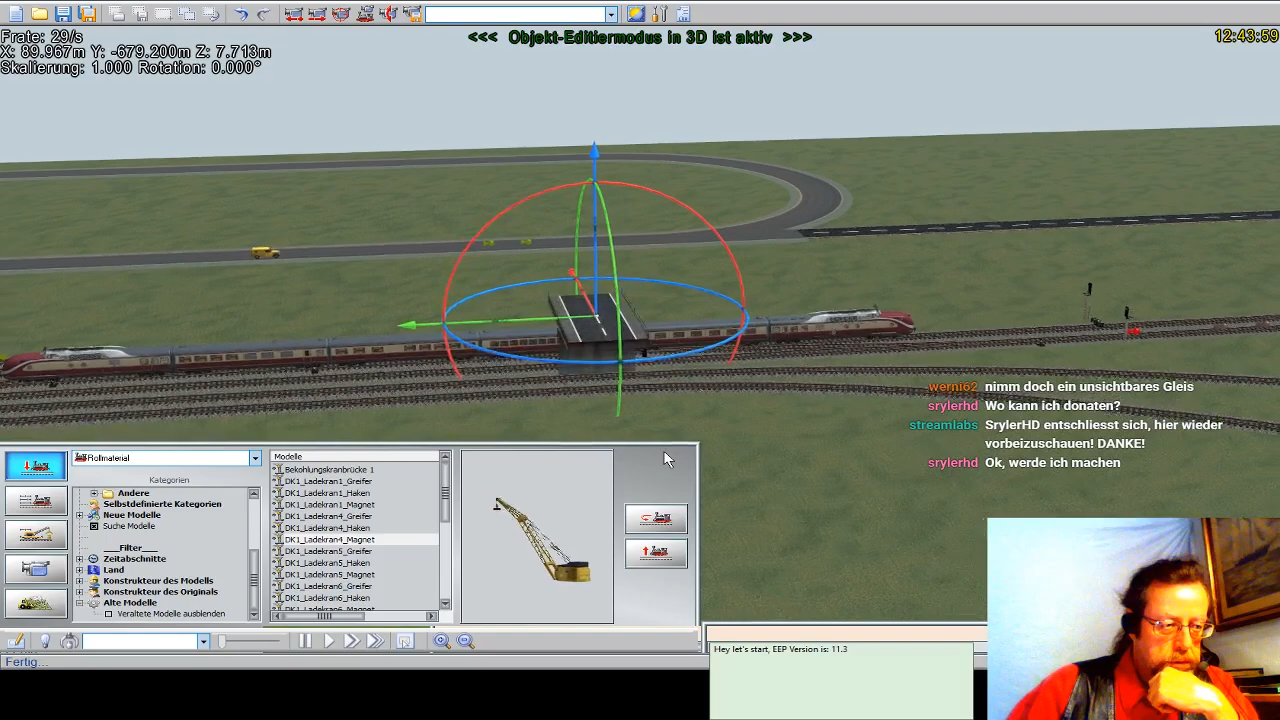 Frate: 29/s
X: 89.967m Y: -679.200m Z: 7.713m
Skalierung: 1.000 Rotation: 0.000°
<<< Objekt-Editiermodus in 3D ist aktiv >>>
12:43:59
werni62 nimm doch ein unsichtbares Gleis
srylerhd Wo kann ich donaten?
streamlabs SrylerHD entschliesst sich, hier wieder
vorbeizuschauen! DANKE!
srylerhd Ok, werde ich machen
Rollmaterial
Kategorien
Andere
Selbstdefinierte Kategorien
Neue Modelle
Suche Modelle
___Filter___
Zeitabschnitte
Land
Konstrukteur des Modells
Konstrukteur des Originals
Alte Modelle
Veraltete Modelle ausblenden
Modelle
Bekohlungskranbrücke 1
DK1_Ladekran1_Greifer
DK1_Ladekran1_Haken
DK1_Ladekran1_Magnet
DK1_Ladekran4_Greifer
DK1_Ladekran4_Haken
DK1_Ladekran4_Magnet
DK1_Ladekran5_Greifer
DK1_Ladekran5_Haken
DK1_Ladekran5_Magnet
DK1_Ladekran6_Greifer
DK1_Ladekran6_Haken
DK1_Ladekran6_Magnet
Fertig...
Hey let's start, EEP Version is: 11.3